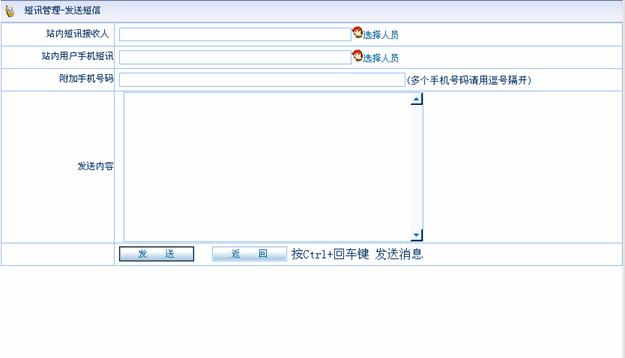 短讯管理-发送短信
站内短讯接收人 选择人员
站内用户手机短讯 选择人员
附加手机号码 (多个手机号码请用逗号隔开)
发送内容
发 送 返 回 按Ctrl+回车键 发送消息